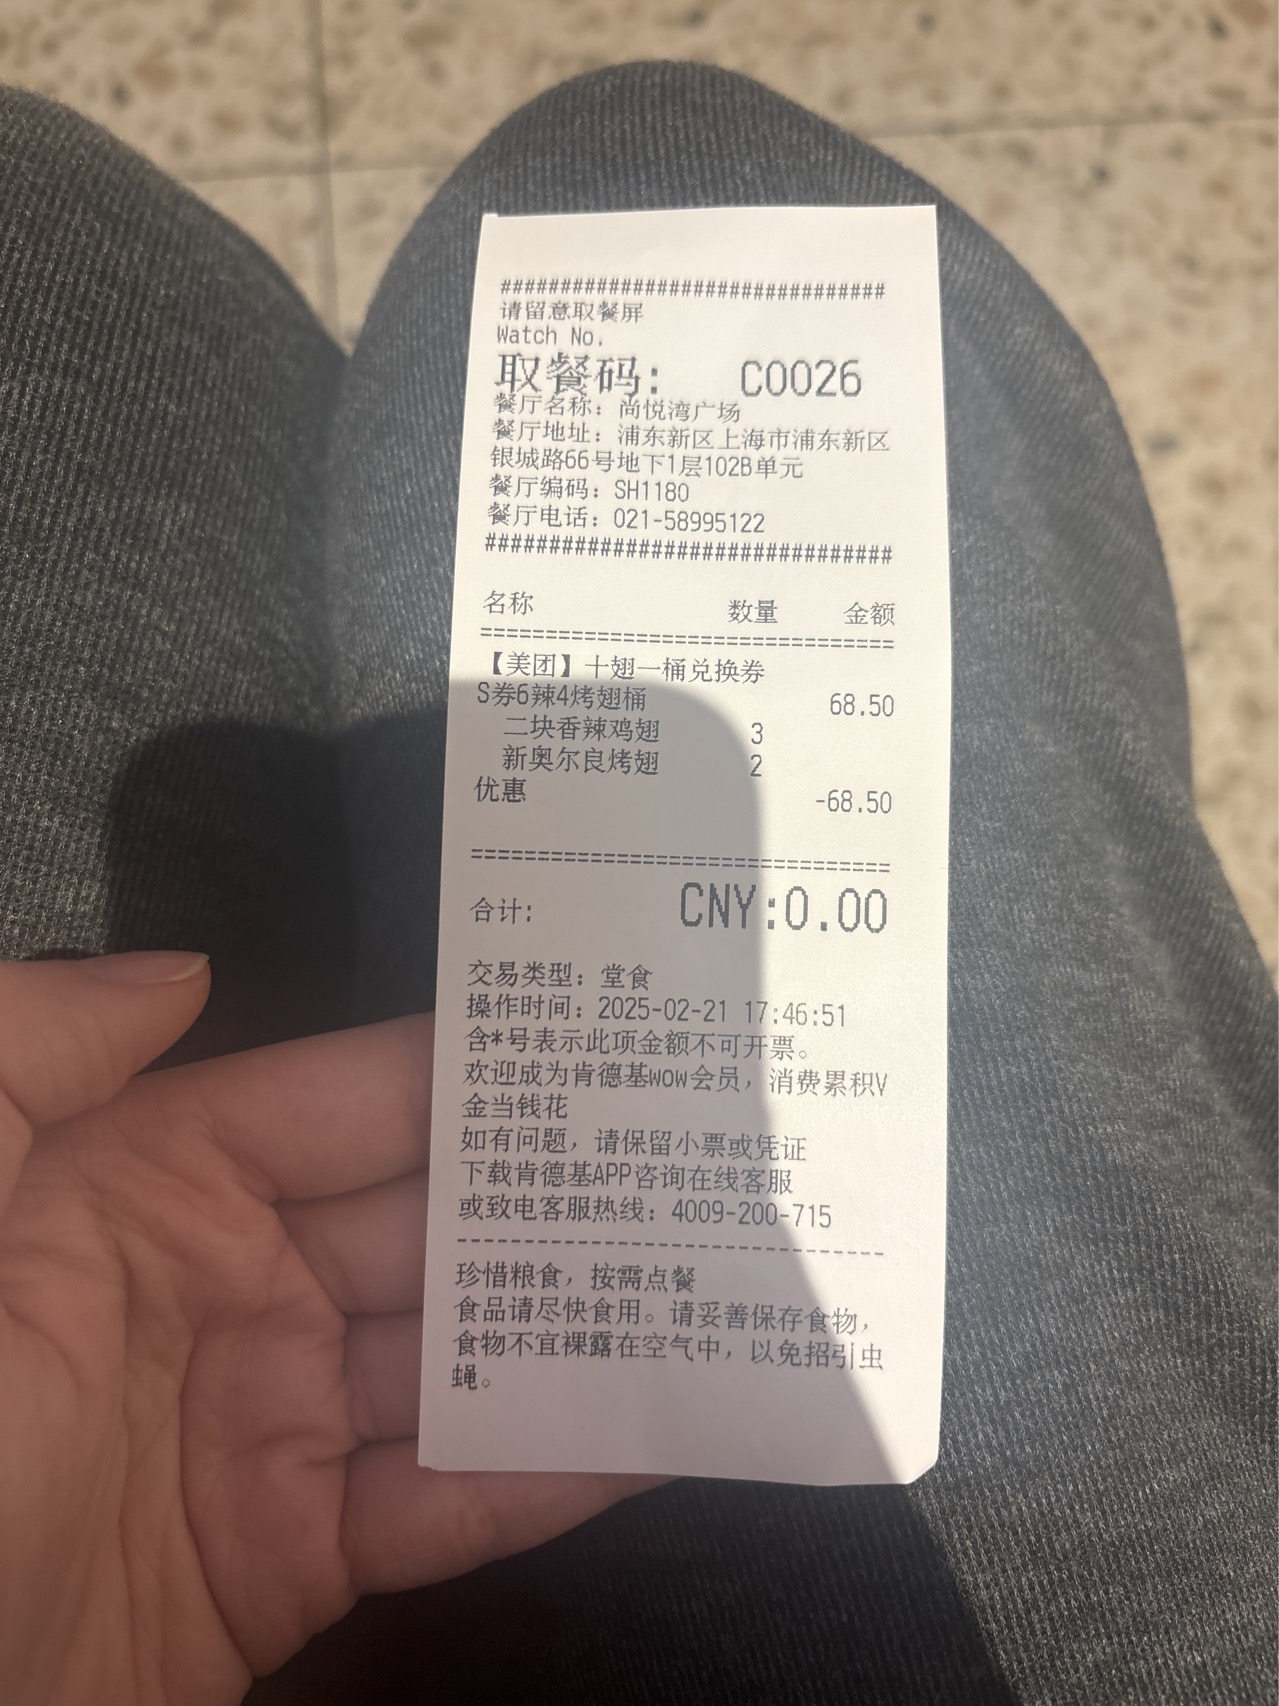 ##############################
请留意取餐屏
Watch No.
取餐码: C0026
餐厅名称: 尚悦湾广场
餐厅地址: 浦东新区上海市浦东新区
银城路66号地下1层102B单元
餐厅编码: SH1180
餐厅电话: 021-58995122
################################
名称 数量 金额
================================
【美团】十翅一桶兑换券
S券6辣4烤翅桶 68.50
二块香辣鸡翅 3
新奥尔良烤翅 2
优惠 -68.50
================================
合计: CNY:0.00
交易类型: 堂食
操作时间: 2025-02-21 17:46:51
含*号表示此项金额不可开票。
欢迎成为肯德基WOW会员, 消费累积V
金当钱花
如有问题, 请保留小票或凭证
下载肯德基APP咨询在线客服
或致电客服热线: 4009-200-715
--------------------------------
珍惜粮食, 按需点餐
食品请尽快食用。请妥善保存食物,
食物不宜裸露在空气中, 以免招引虫
蝇。